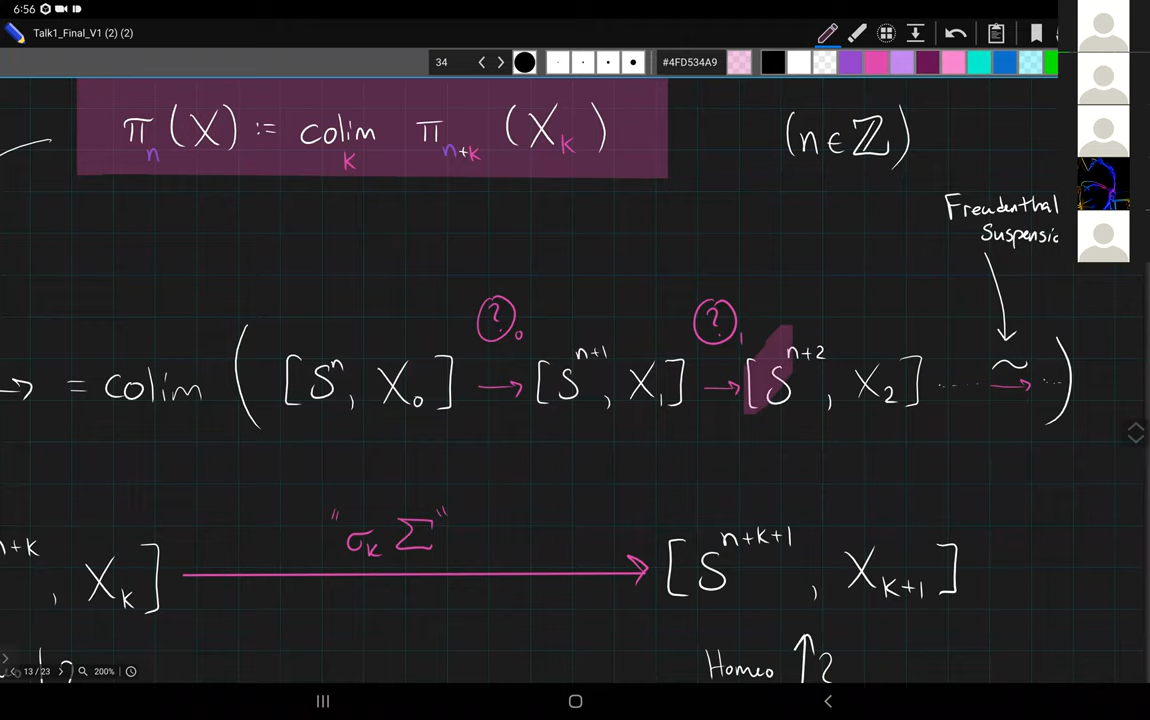 6:56
Talk1_Final_V1 (2) (2)
34
#4FD534A9
π_n (X) := colim_k π_{n+k} (X_k)
(n ∈ ℤ)
Freudenthal
Suspensi
?_0
?_1
= colim ( [S^n, X_0] → [S^{n+1}, X_1] → [S^{n+2}, X_2] ····· ∼→ ··· )
"σ_k Σ"
n+k , X_k ] → [S^{n+k+1}, X_{k+1}]
Homeo ↑
13/23
200%